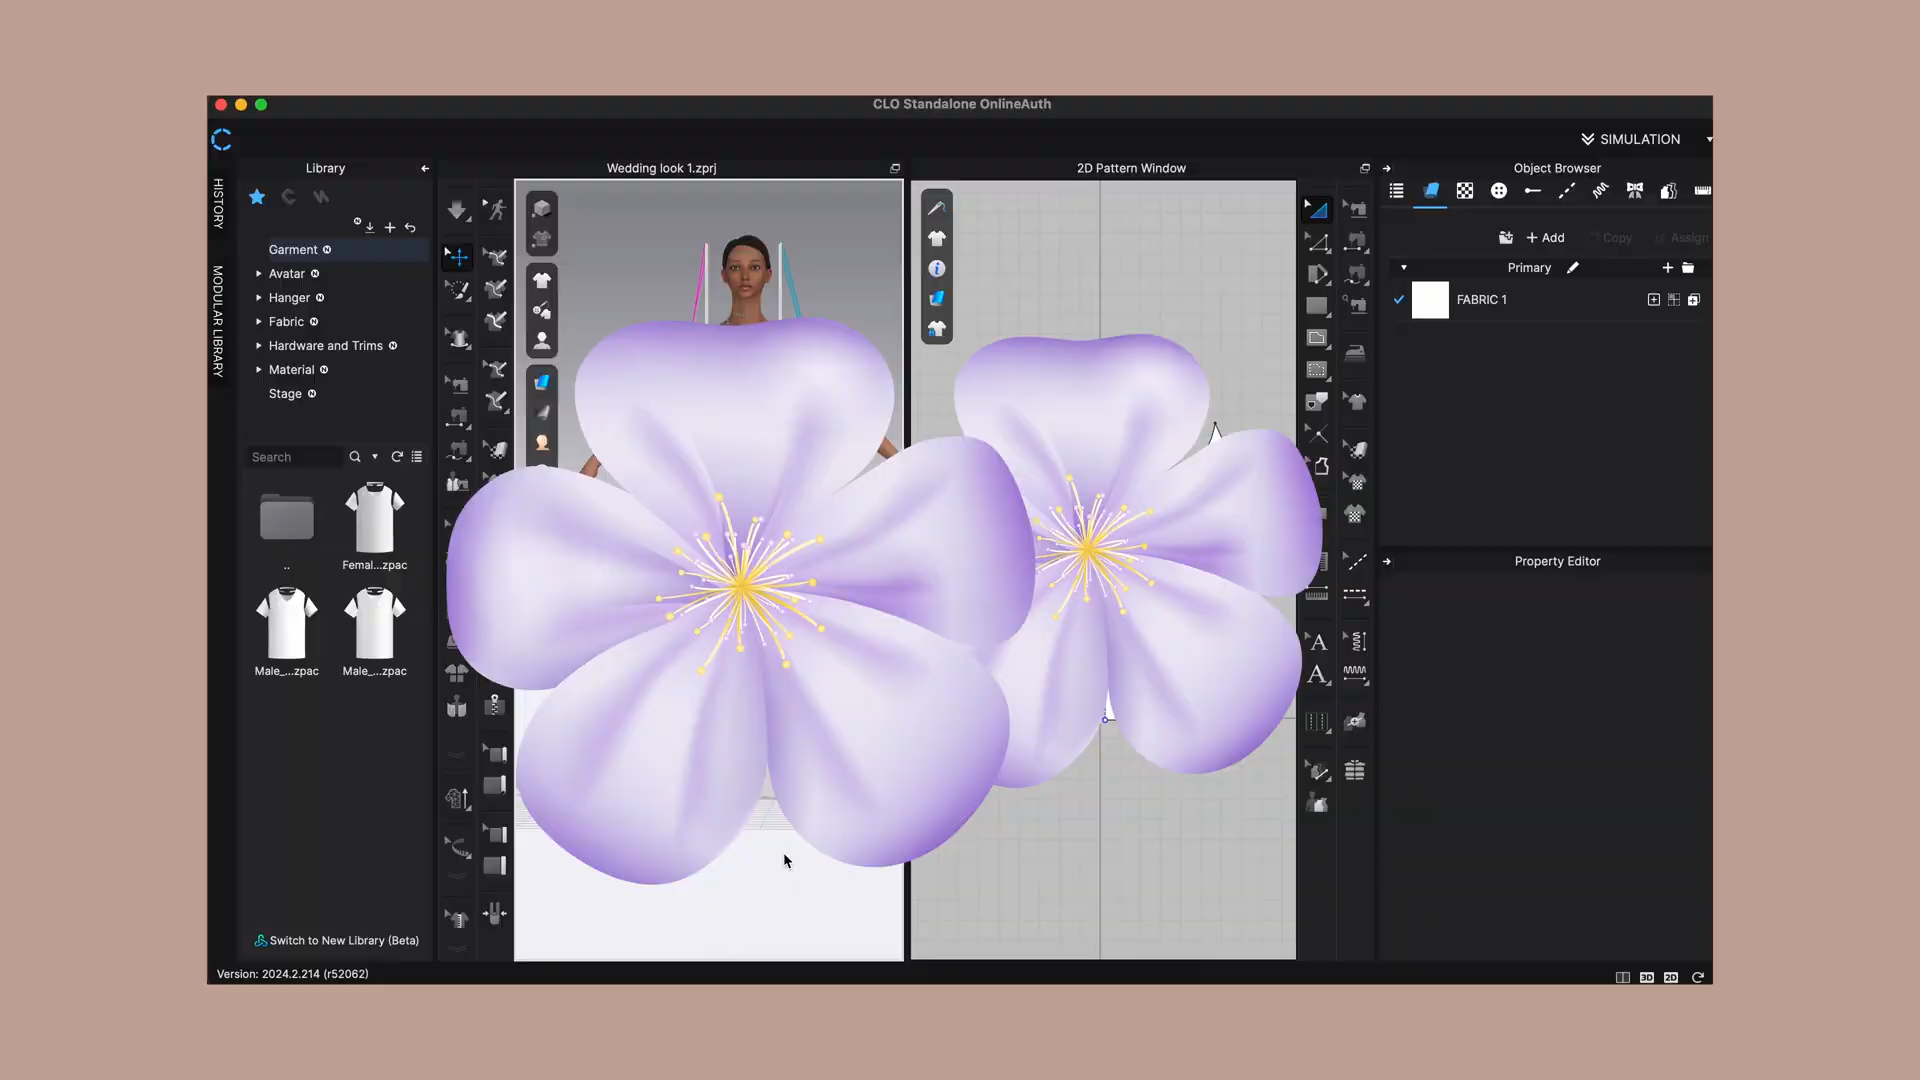 CLO Standalone OnlineAuth
SIMULATION
HISTORY
MODULAR LIBRARY
Library
Garment
Avatar
Hanger
Fabric
Hardware and Trims
Material
Stage
Search
..
Femal...zpac
Male_...zpac
Male_...zpac
Switch to New Library (Beta)
Version: 2024.2.214 (r52062)
Wedding look 1.zprj
2D Pattern Window
A
A
Object Browser
+ Add
Copy
Assign
Primary
FABRIC 1
Property Editor
3D
2D